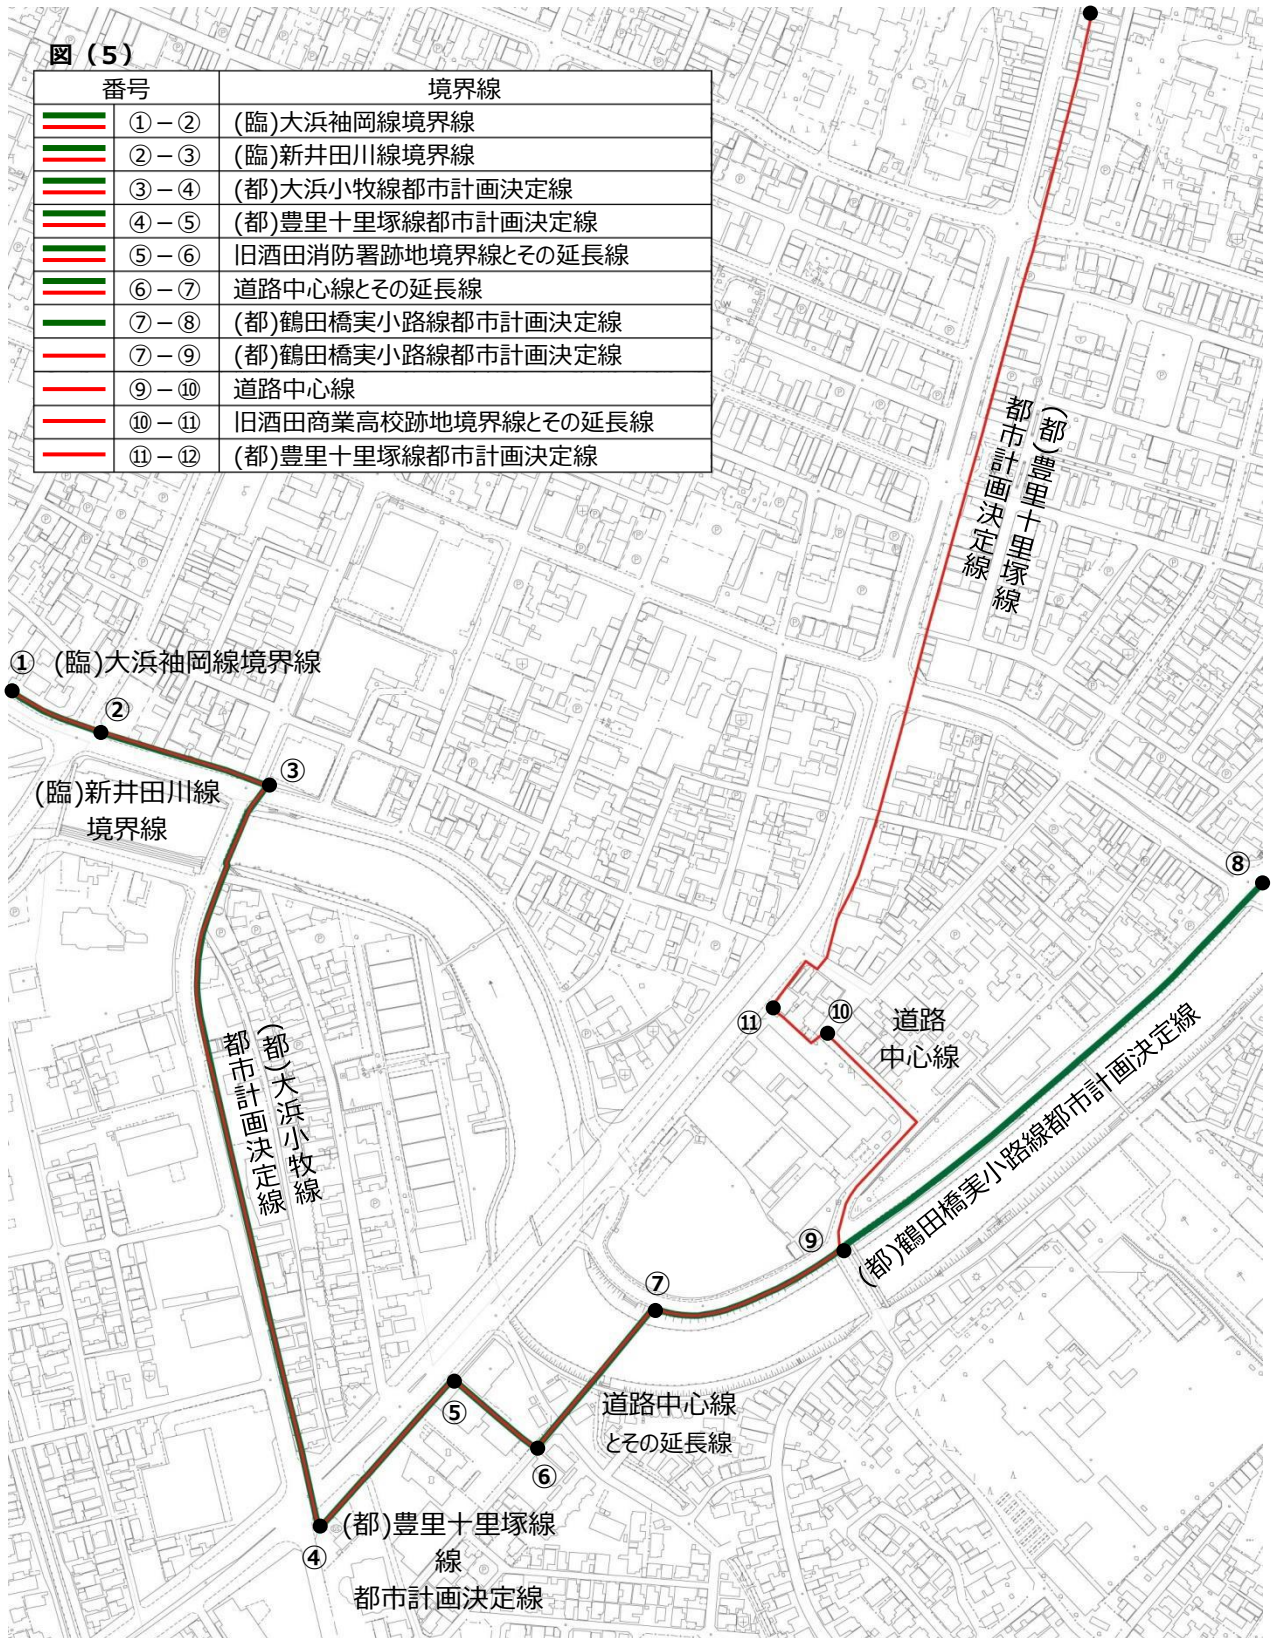 図（5）
番号 境界線
①－② (臨)大浜袖岡線境界線
②－③ (臨)新井田川線境界線
③－④ (都)大浜小牧線都市計画決定線
④－⑤ (都)豊里十里塚線都市計画決定線
⑤－⑥ 旧酒田消防署跡地境界線とその延長線
⑥－⑦ 道路中心線とその延長線
⑦－⑧ (都)鶴田橋実小路線都市計画決定線
⑦－⑨ (都)鶴田橋実小路線都市計画決定線
⑨－⑩ 道路中心線
⑩－⑪ 旧酒田商業高校跡地境界線とその延長線
⑪－⑫ (都)豊里十里塚線都市計画決定線
(都)豊里十里塚線
都市計画決定線
① (臨)大浜袖岡線境界線
②
③
(臨)新井田川線
境界線
⑧
⑪
⑩
道路
中心線
(都)大浜小牧線
都市計画決定線
(都)鶴田橋実小路線都市計画決定線
⑨
⑦
⑤
道路中心線
とその延長線
⑥
④
(都)豊里十里塚線
線
都市計画決定線